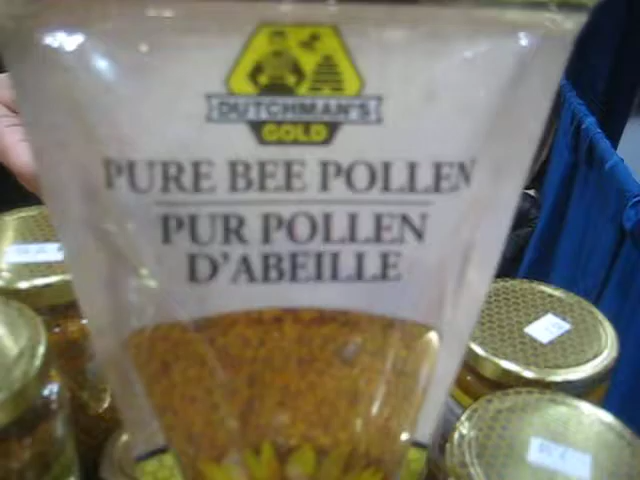 DUTCHMAN'S
GOLD
PURE BEE POLLEN
PUR POLLEN
D'ABEILLE